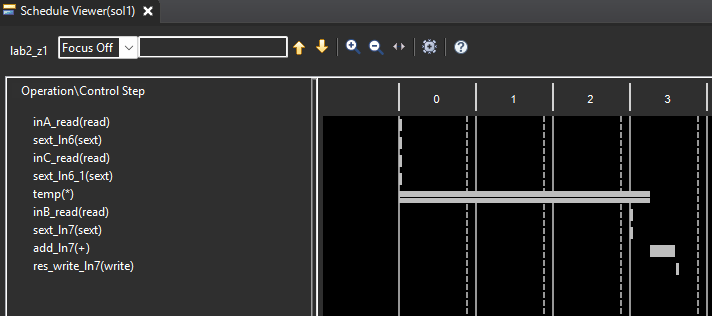 Schedule Viewer(sol1)
lab2_z1 Focus Off
Operation\Control Step 0 1 2 3
inA_read(read)
sext_ln6(sext)
inC_read(read)
sext_ln6_1(sext)
temp(*)
inB_read(read)
sext_ln7(sext)
add_ln7(+)
res_write_ln7(write)